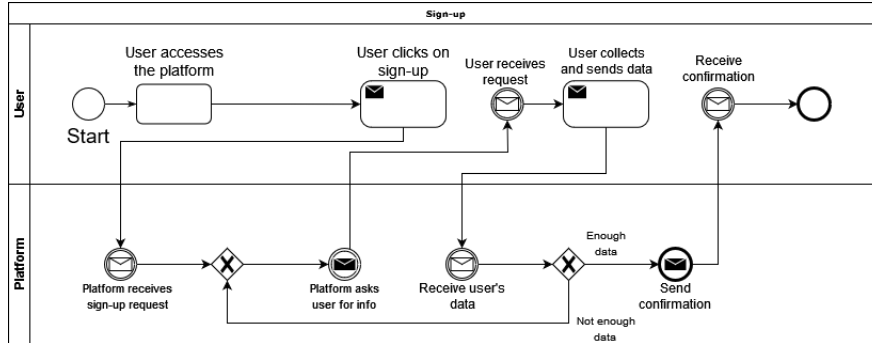 Sign-up
User
User accesses
the platform
User clicks on
sign-up
User receives
request
User collects
and sends data
Receive
confirmation
Start
Platform
Platform receives
sign-up request
Platform asks
user for info
Receive user's
data
Enough
data
Send
confirmation
Not enough
data